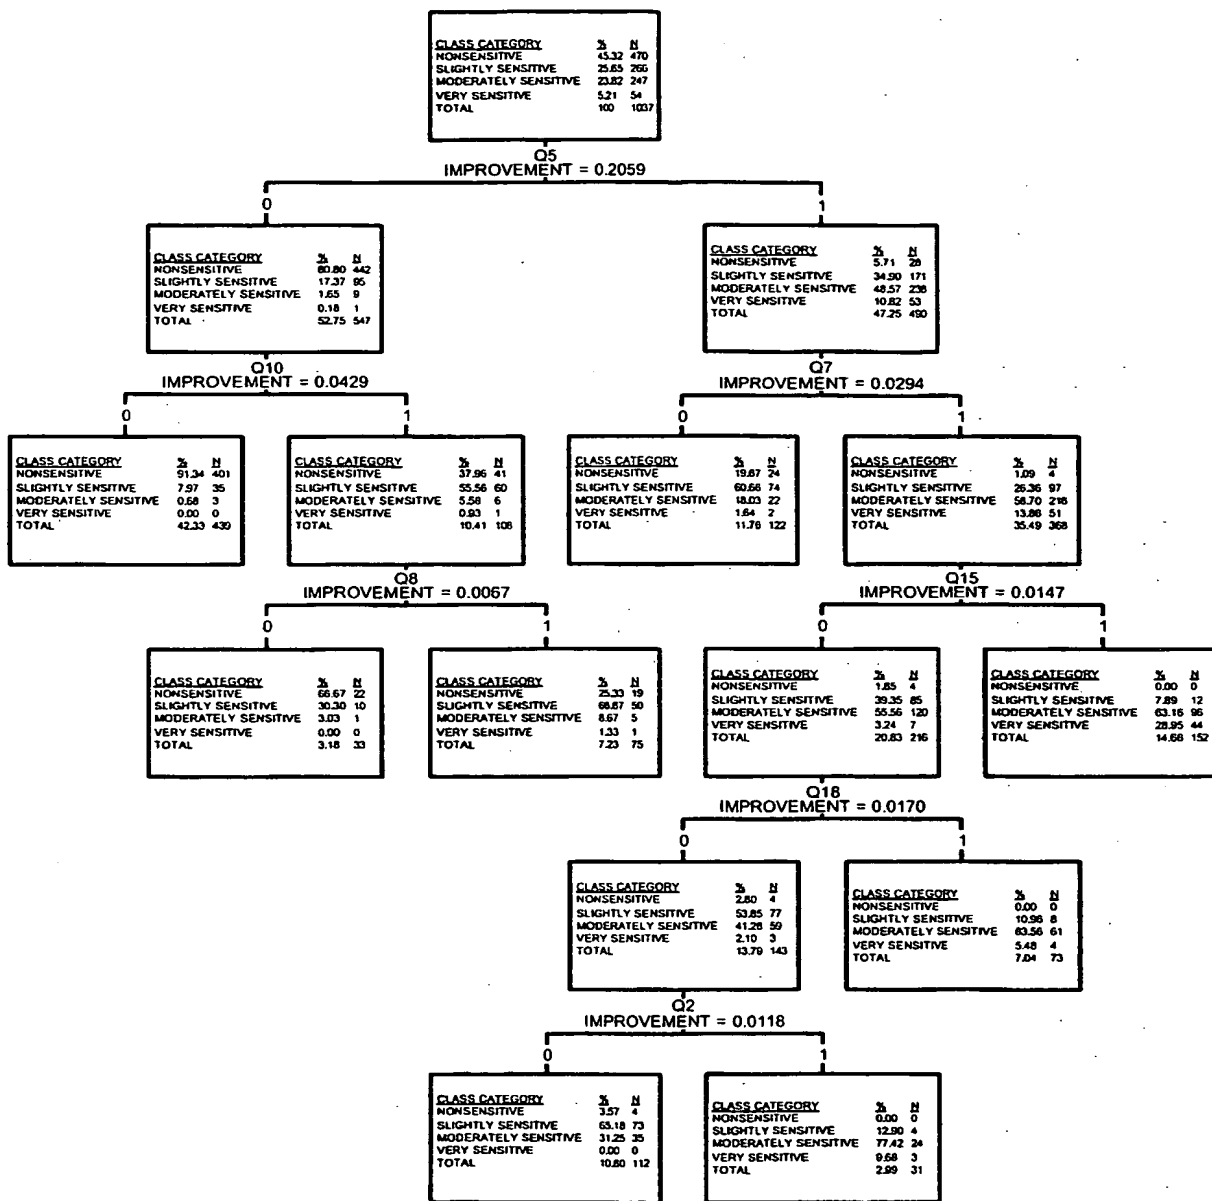 CLASS CATEGORY % N
NONSENSITIVE 45.32 470
SLIGHTLY SENSITIVE 25.65 266
MODERATELY SENSITIVE 23.82 247
VERY SENSITIVE 5.21 54
TOTAL 100 1037
Q5
IMPROVEMENT = 0.2059
0 1
CLASS CATEGORY % N
NONSENSITIVE 80.80 442
SLIGHTLY SENSITIVE 17.37 95
MODERATELY SENSITIVE 1.65 9
VERY SENSITIVE 0.18 1
TOTAL 52.75 547
CLASS CATEGORY % N
NONSENSITIVE 5.71 28
SLIGHTLY SENSITIVE 34.90 171
MODERATELY SENSITIVE 48.57 238
VERY SENSITIVE 10.82 53
TOTAL 47.25 490
Q10
IMPROVEMENT = 0.0429
0 1
Q7
IMPROVEMENT = 0.0294
0 1
CLASS CATEGORY % N
NONSENSITIVE 91.34 401
SLIGHTLY SENSITIVE 7.97 35
MODERATELY SENSITIVE 0.68 3
VERY SENSITIVE 0.00 0
TOTAL 42.33 439
CLASS CATEGORY % N
NONSENSITIVE 37.96 41
SLIGHTLY SENSITIVE 55.56 60
MODERATELY SENSITIVE 5.56 6
VERY SENSITIVE 0.93 1
TOTAL 10.41 108
CLASS CATEGORY % N
NONSENSITIVE 19.67 24
SLIGHTLY SENSITIVE 60.66 74
MODERATELY SENSITIVE 18.03 22
VERY SENSITIVE 1.64 2
TOTAL 11.76 122
CLASS CATEGORY % N
NONSENSITIVE 1.09 4
SLIGHTLY SENSITIVE 26.36 97
MODERATELY SENSITIVE 58.70 216
VERY SENSITIVE 13.86 51
TOTAL 35.49 368
Q8
IMPROVEMENT = 0.0067
0 1
Q15
IMPROVEMENT = 0.0147
0 1
CLASS CATEGORY % N
NONSENSITIVE 66.67 22
SLIGHTLY SENSITIVE 30.30 10
MODERATELY SENSITIVE 3.03 1
VERY SENSITIVE 0.00 0
TOTAL 3.18 33
CLASS CATEGORY % N
NONSENSITIVE 25.33 19
SLIGHTLY SENSITIVE 66.67 50
MODERATELY SENSITIVE 6.67 5
VERY SENSITIVE 1.33 1
TOTAL 7.23 75
CLASS CATEGORY % N
NONSENSITIVE 1.85 4
SLIGHTLY SENSITIVE 39.35 85
MODERATELY SENSITIVE 55.56 120
VERY SENSITIVE 3.24 7
TOTAL 20.83 216
CLASS CATEGORY % N
NONSENSITIVE 0.00 0
SLIGHTLY SENSITIVE 7.89 12
MODERATELY SENSITIVE 63.16 96
VERY SENSITIVE 28.95 44
TOTAL 14.66 152
Q18
IMPROVEMENT = 0.0170
0 1
CLASS CATEGORY % N
NONSENSITIVE 2.80 4
SLIGHTLY SENSITIVE 53.85 77
MODERATELY SENSITIVE 41.26 59
VERY SENSITIVE 2.10 3
TOTAL 13.79 143
CLASS CATEGORY % N
NONSENSITIVE 0.00 0
SLIGHTLY SENSITIVE 10.96 8
MODERATELY SENSITIVE 83.56 61
VERY SENSITIVE 5.48 4
TOTAL 7.04 73
Q2
IMPROVEMENT = 0.0118
0 1
CLASS CATEGORY % N
NONSENSITIVE 3.57 4
SLIGHTLY SENSITIVE 65.18 73
MODERATELY SENSITIVE 31.25 35
VERY SENSITIVE 0.00 0
TOTAL 10.80 112
CLASS CATEGORY % N
NONSENSITIVE 0.00 0
SLIGHTLY SENSITIVE 12.90 4
MODERATELY SENSITIVE 77.42 24
VERY SENSITIVE 9.68 3
TOTAL 2.99 31